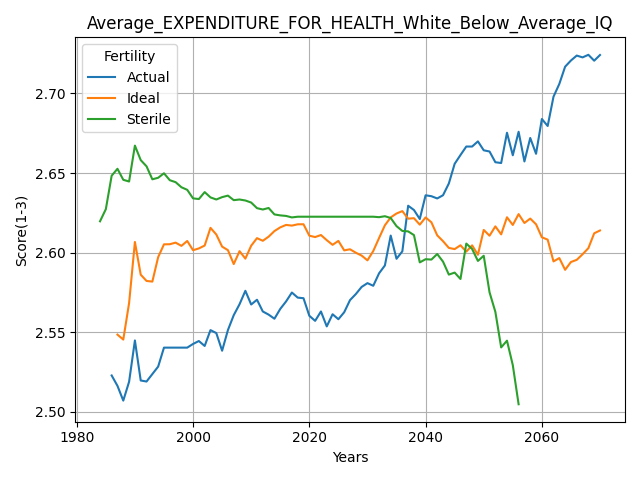 Average_EXPENDITURE_FOR_HEALTH_White_Below_Average_IQ
Fertility
Actual
Ideal
Sterile
Score(1-3)
2.70
2.65
2.60
2.55
2.50
1980
2000
2020
2040
2060
Years